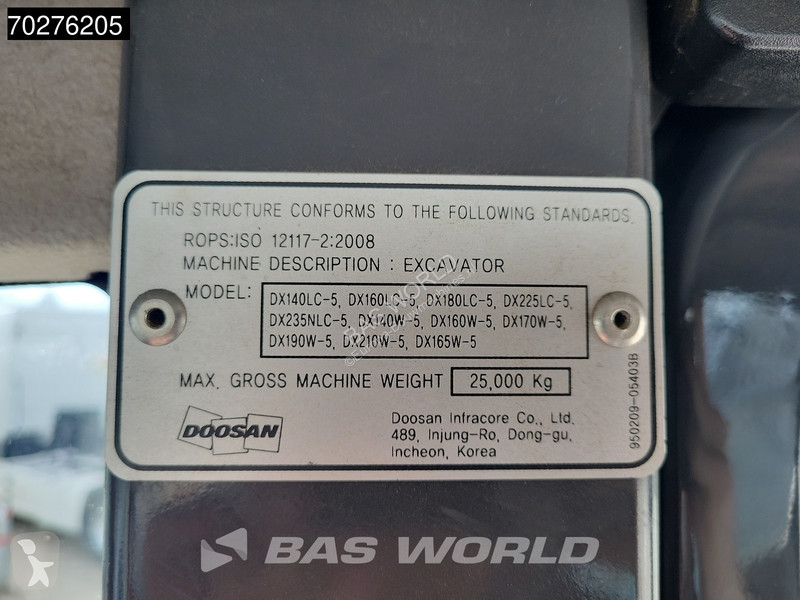 70276205
THIS STRUCTURE CONFORMS TO THE FOLLOWING STANDARDS.
ROPS:ISO 12117-2:2008
MACHINE DESCRIPTION : EXCAVATOR
MODEL:
DX140LC-5, DX160LC-5, DX180LC-5, DX225LC-5,
DX235NLC-5, DX140W-5, DX160W-5, DX170W-5,
DX190W-5, DX210W-5, DX165W-5
MAX. GROSS MACHINE WEIGHT 25,000 Kg
DOOSAN
Doosan Infracore Co., Ltd.
489, Injung-Ro, Dong-gu,
Incheon, Korea
950209-05403B
BAS WORLD
BAS WORLD